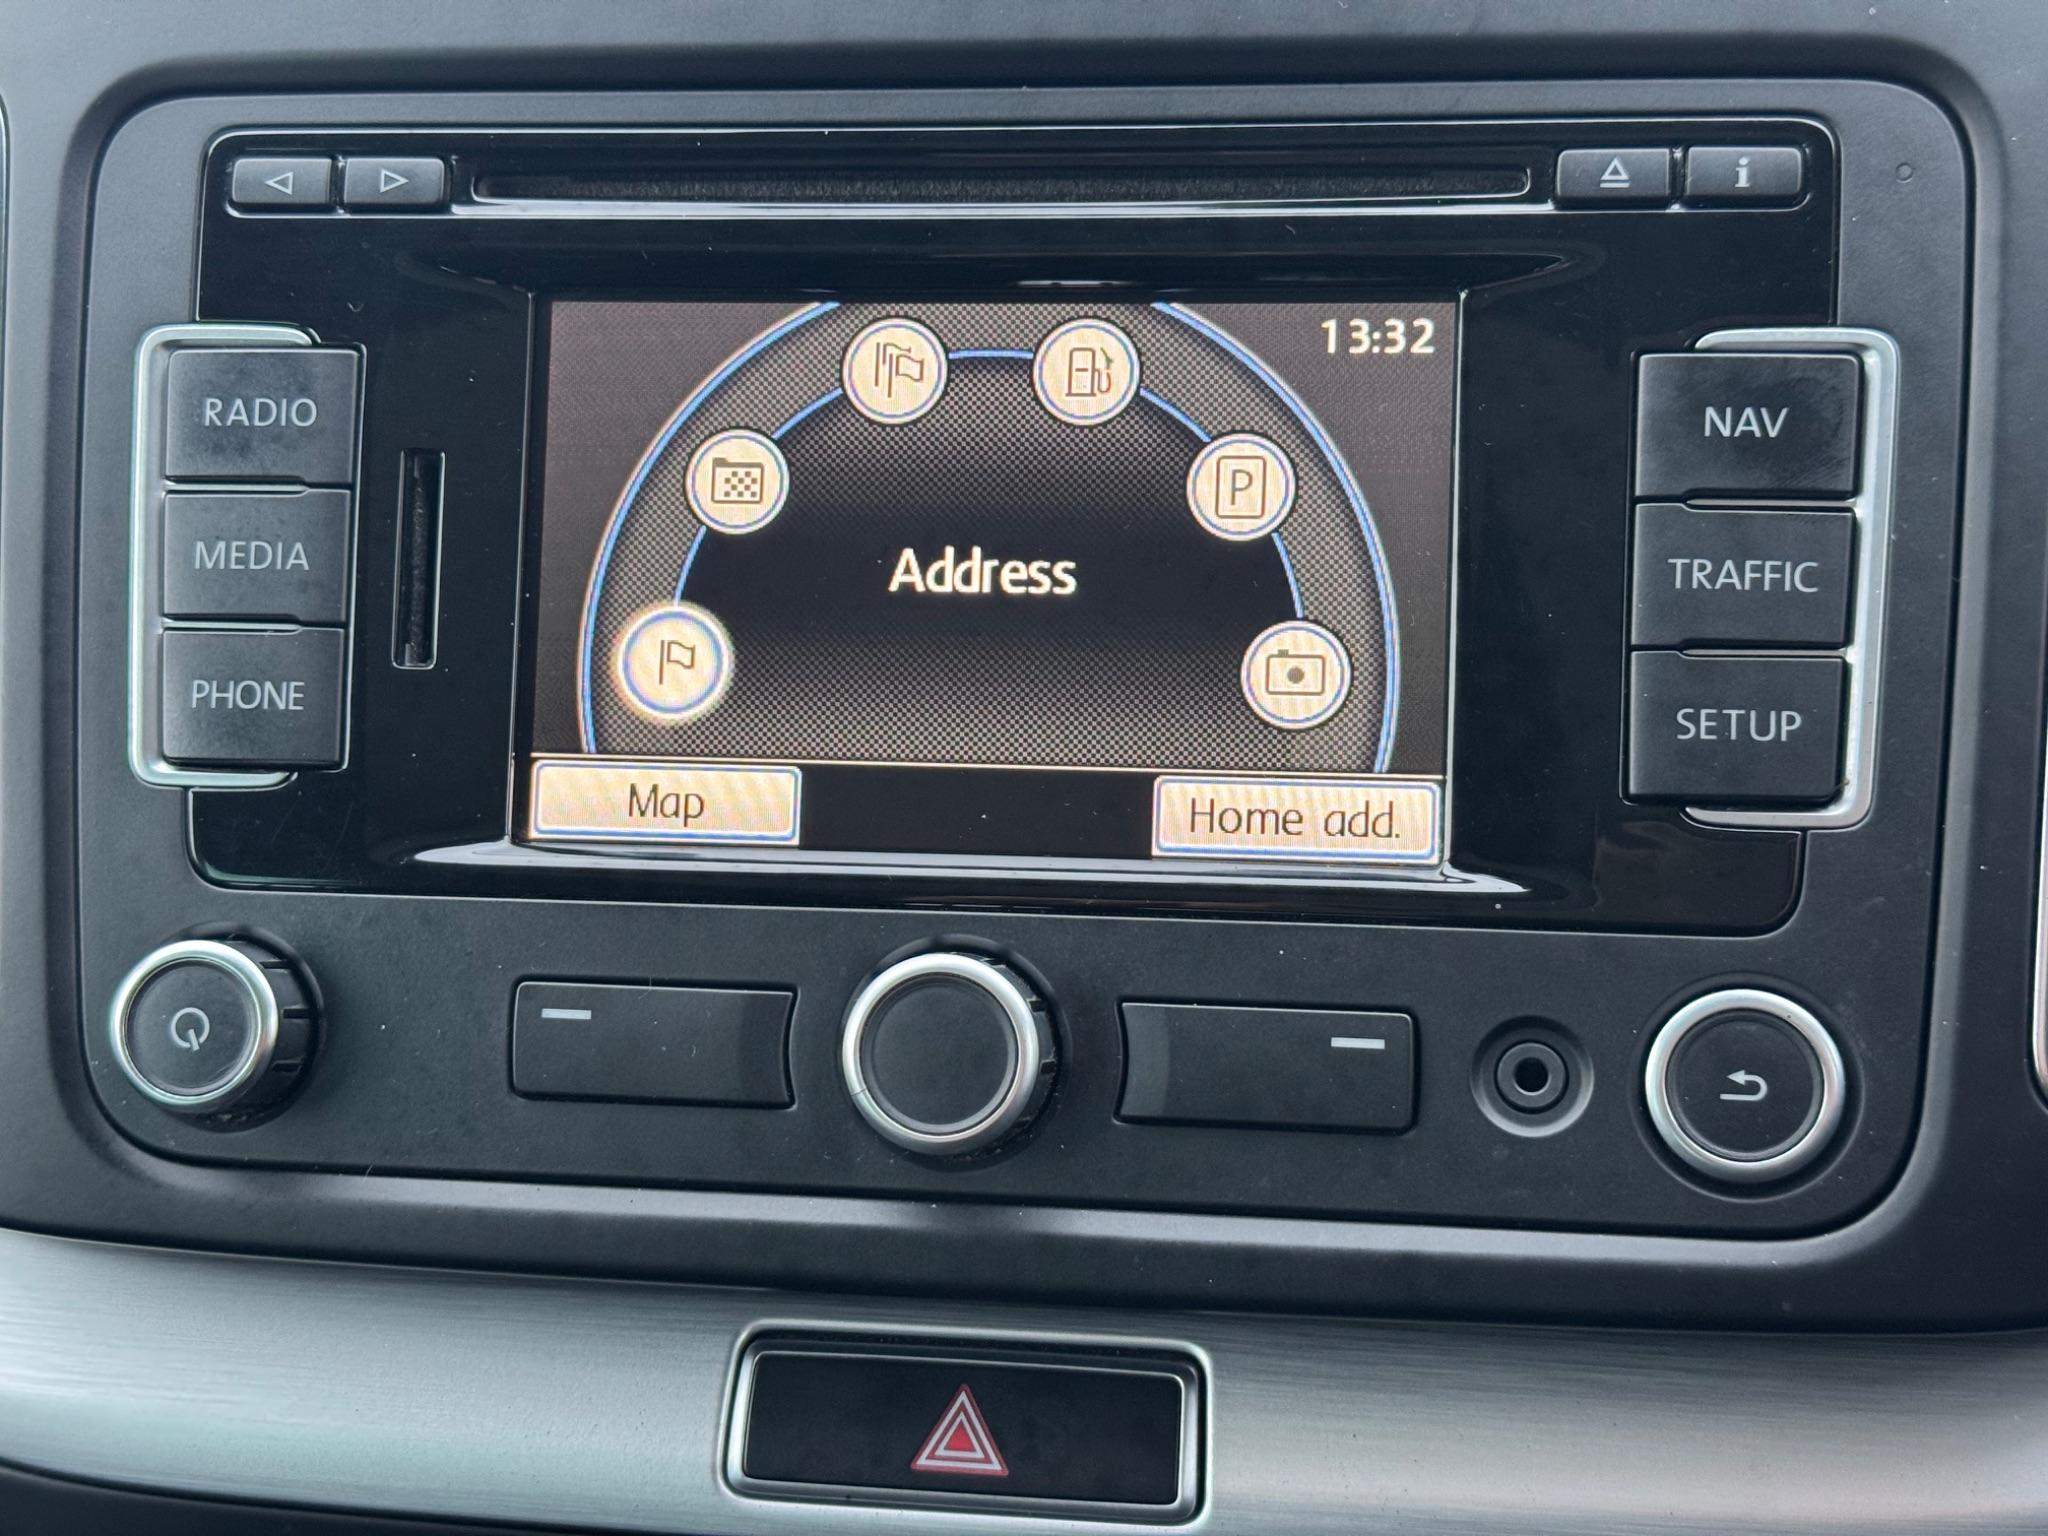 i
13:32
RADIO
MEDIA
PHONE
P
Address
Map
Home add.
NAV
TRAFFIC
SETUP